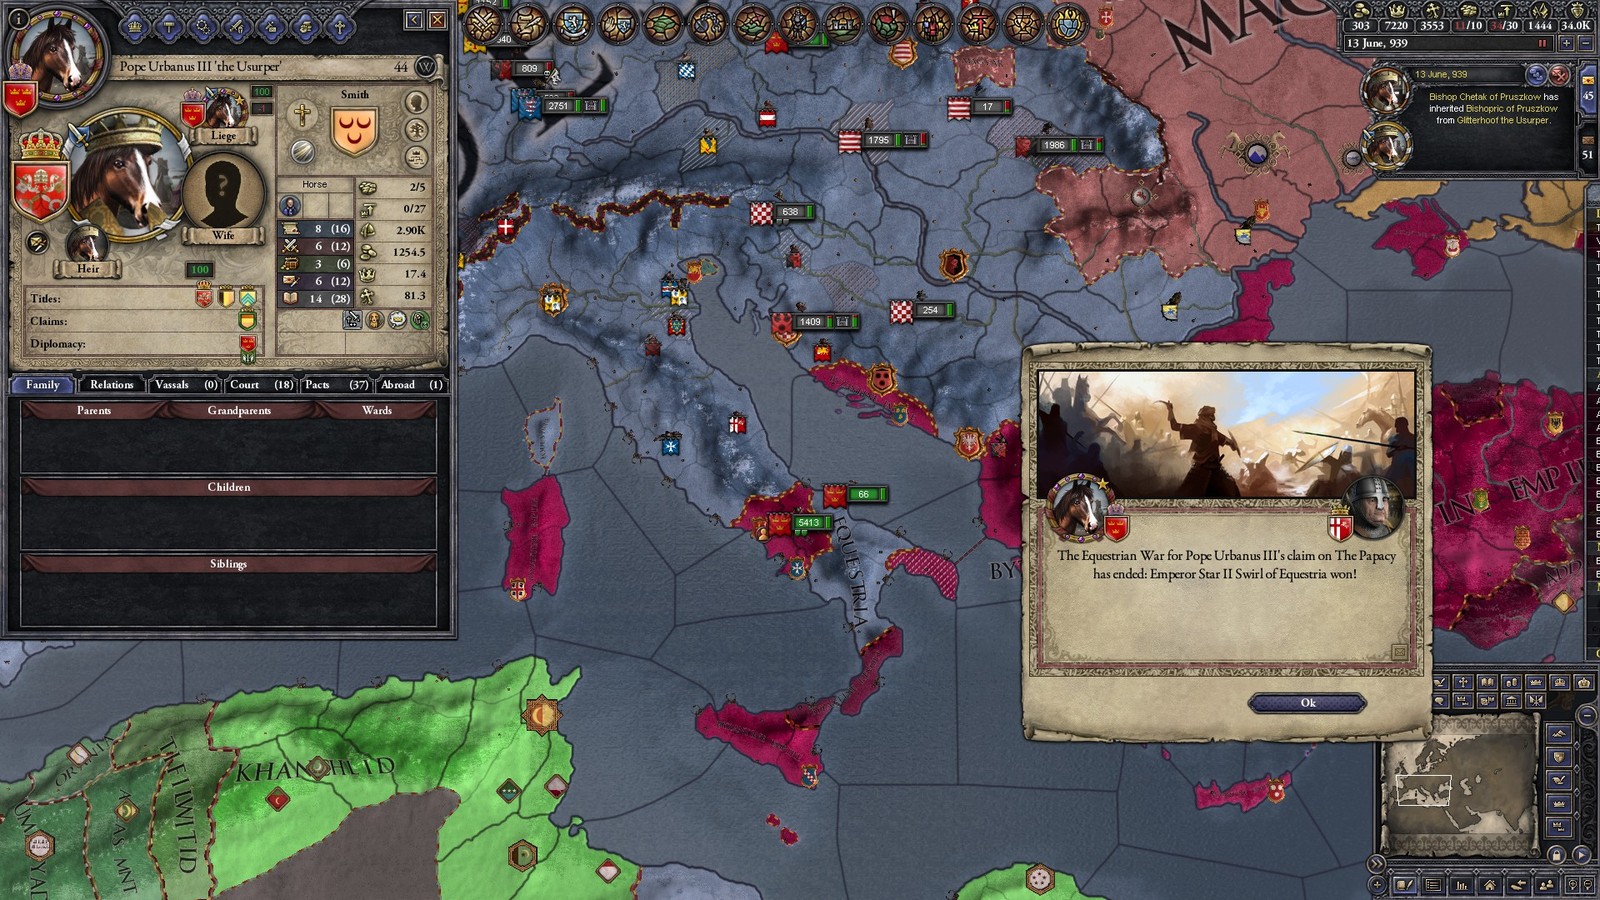 Pope Urbanus III 'the Usurper'
44
Liege
100
Smith
Wife
Heir
100
Horse
8 (16)
6 (12)
3 (6)
6 (12)
14 (28)
2/5
0/27
2.90K
1254.5
17.4
81.3
Titles:
Claims:
Diplomacy:
Family
Relations
Vassals (0)
Court (18)
Pacts (37)
Abroad (1)
Parents
Grandparents
Wards
Children
Siblings
809
2751
17
1795
1986
638
1409
254
66
5413
EQUESTRIA
KHAN
303
7220
3553
11/10
34/30
1444
34.0K
13 June, 939
13 June, 939
Bishop Chetak of Pruszkow has
inherited Bishopric of Pruszkow
from Glitterhoof the Usurper.
45
51
The Equestrian War for Pope Urbanus III's claim on The Papacy
has ended: Emperor Star II Swirl of Equestria won!
Ok